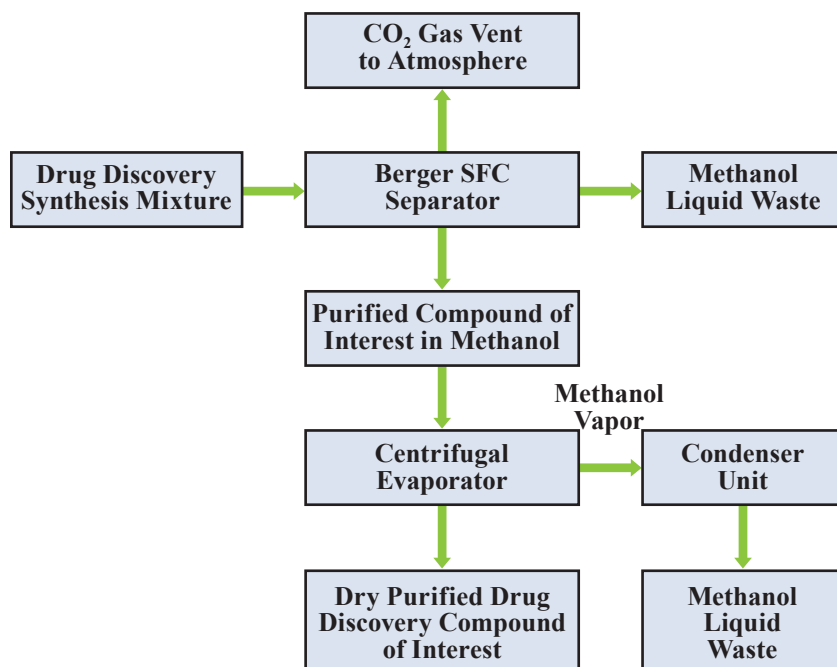 CO₂ Gas Vent
to Atmosphere
Drug Discovery
Synthesis Mixture
Berger SFC
Separator
Methanol
Liquid Waste
Purified Compound of
Interest in Methanol
Methanol
Vapor
Centrifugal
Evaporator
Condenser
Unit
Dry Purified Drug
Discovery Compound
of Interest
Methanol
Liquid
Waste